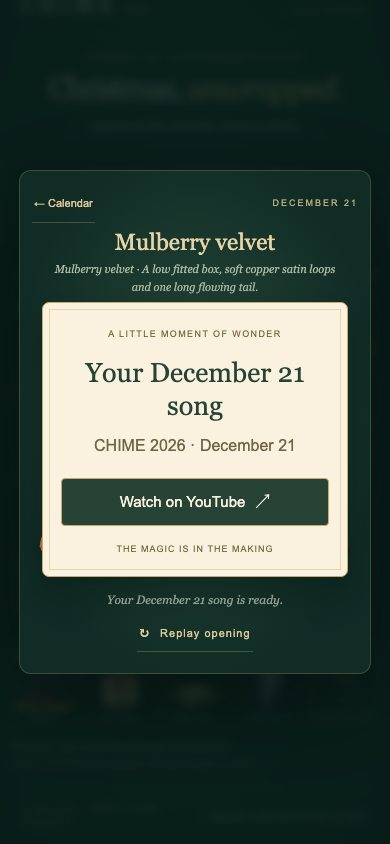 ← Calendar
DECEMBER 21
Mulberry velvet
Mulberry velvet · A low fitted box, soft copper satin loops
and one long flowing tail.
A LITTLE MOMENT OF WONDER
Your December 21
song
CHIME 2026 · December 21
Watch on YouTube ↗
THE MAGIC IS IN THE MAKING
Your December 21 song is ready.
↻ Replay opening